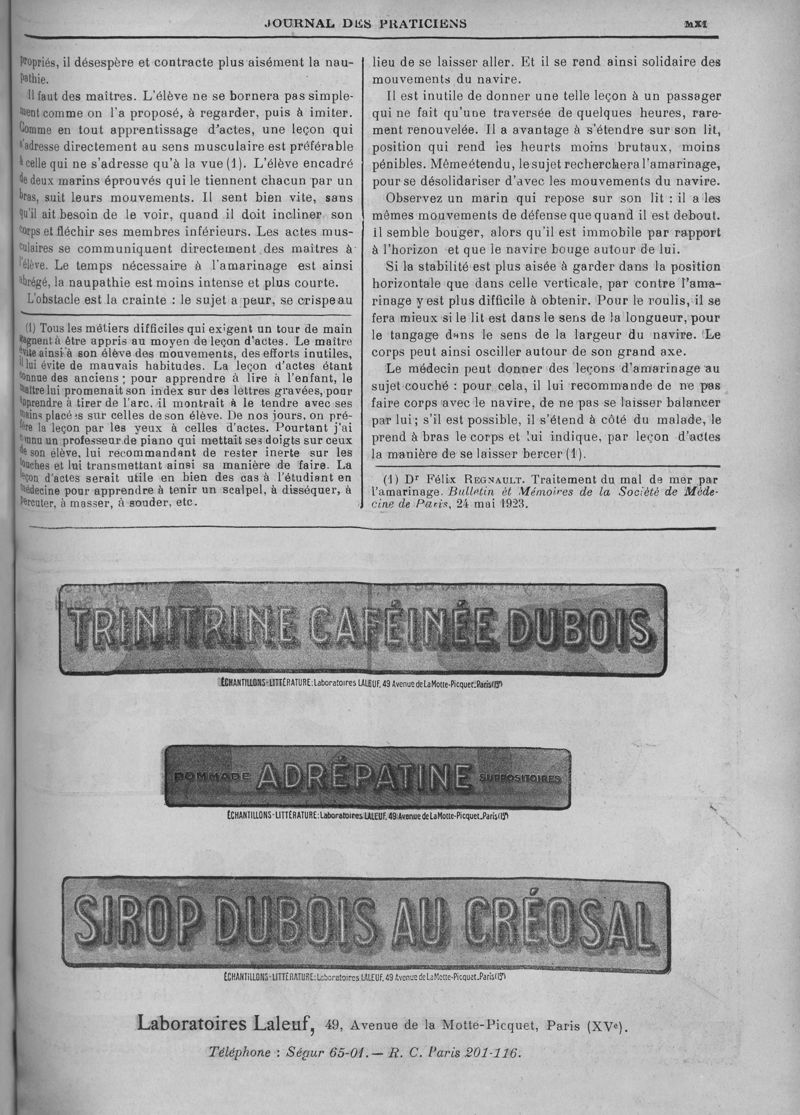 JOURNAL DES PRATICIENS
propriés, il désespère et contracte plus aisément la nau-
pathie.
Il faut des maîtres. L'élève ne se bornera pas simple-
ment comme on l'a proposé, à regarder, puis à imiter.
Comme en tout apprentissage d'actes, une leçon qui
s'adresse directement au sens musculaire est préférable
à celle qui ne s'adresse qu'à la vue (1). L'élève encadré
de deux marins éprouvés qui le tiennent chacun par un
bras, suit leurs mouvements. Il sent bien vite, sans
qu'il ait besoin de le voir, quand il doit incliner son
corps et fléchir ses membres inférieurs. Les actes mus-
culaires se communiquent directement des maîtres à
l'élève. Le temps nécessaire à l'amarinage est ainsi
abrégé, la naupathie est moins intense et plus courte.
L'obstacle est la crainte : le sujet a peur, se crispe au
(1) Tous les métiers difficiles qui exigent un tour de main
gagnent à être appris au moyen de leçon d'actes. Le maître
évite ainsi à son élève des mouvements, des efforts inutiles,
il lui évite de mauvais habitudes. La leçon d'actes étant
connue des anciens ; pour apprendre à lire à l'enfant, le
maître lui promenait son index sur des lettres gravées, pour
apprendre à tirer de l'arc, il montrait à le tendre avec ses
mains placées sur celles de son élève. De nos jours, on pré-
fère la leçon par les yeux à celles d'actes. Pourtant j'ai
connu un professeur de piano qui mettait ses doigts sur ceux
de son élève, lui recommandant de rester inerte sur les
touches et lui transmettant ainsi sa manière de faire. La
leçon d'actes serait utile en bien des cas à l'étudiant en
médecine pour apprendre à tenir un scalpel, à disséquer, à
percuter, à masser, à souder, etc.
lieu de se laisser aller. Et il se rend ainsi solidaire des
mouvements du navire.
Il est inutile de donner une telle leçon à un passager
qui ne fait qu'une traversée de quelques heures, rare-
ment renouvelée. Il a avantage à s'étendre sur son lit,
position qui rend les heurts moins brutaux, moins
pénibles. Même étendu, le sujet recherchera l'amarinage,
pour se désolidariser d'avec les mouvements du navire.
Observez un marin qui repose sur son lit : il a les
mêmes mouvements de défense que quand il est debout.
il semble bouger, alors qu'il est immobile par rapport
à l'horizon et que le navire bouge autour de lui.
Si la stabilité est plus aisée à garder dans la position
horizontale que dans celle verticale, par contre l'ama-
rinage y est plus difficile à obtenir. Pour le roulis, il se
fera mieux si le lit est dans le sens de la longueur, pour
le tangage dans le sens de la largeur du navire. Le
corps peut ainsi osciller autour de son grand axe.
Le médecin peut donner des leçons d'amarinage au
sujet couché : pour cela, il lui recommande de ne pas
faire corps avec le navire, de ne pas se laisser balancer
par lui ; s'il est possible, il s'étend à côté du malade, le
prend à bras le corps et lui indique, par leçon d'actes
la manière de se laisser bercer (1).
(1) Dr Félix REGNAULT. Traitement du mal de mer par
l'amarinage. Bulletin et Mémoires de la Société de Méde-
cine de Paris, 24 mai 1923.
TRINITRINE CAFÉINÉE DUBOIS
ÉCHANTILLONS-LITTÉRATURE : Laboratoires LALEUF, 49 Avenue de La Motte-Picquet_Paris (15e)
POMMADE ADRÉPATINE SUPPOSITOIRES
ÉCHANTILLONS-LITTÉRATURE : Laboratoires LALEUF, 49 Avenue de La Motte-Picquet_Paris (15e)
SIROP DUBOIS AU CRÉOSAL
ÉCHANTILLONS-LITTÉRATURE : Laboratoires LALEUF, 49 Avenue de La Motte-Picquet_Paris (15e)
Laboratoires Laleuf, 49, Avenue de la Motte-Picquet, Paris (XVe).
Téléphone : Ségur 65-01. — R. C. Paris 201-116.